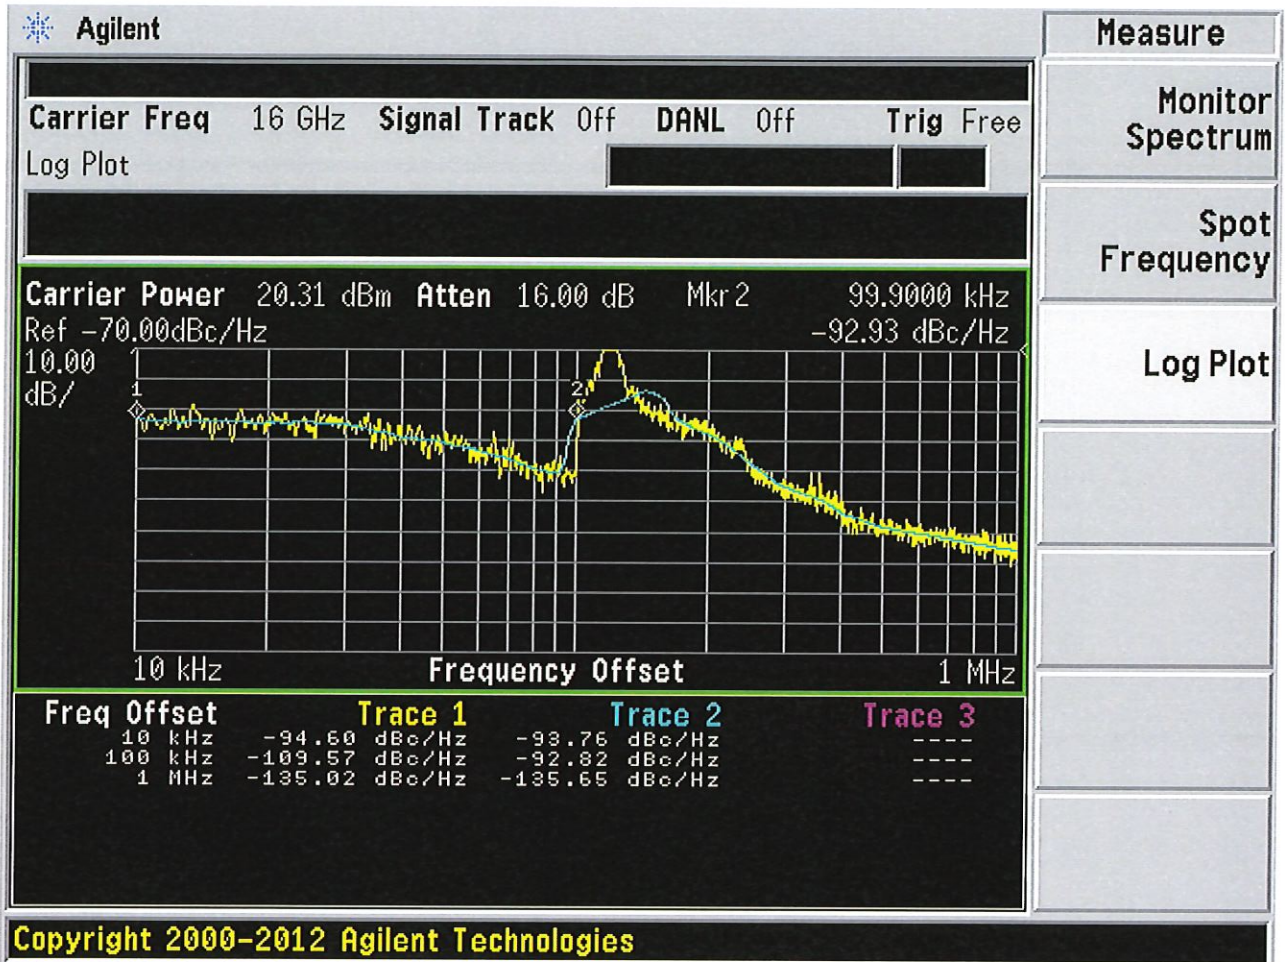 Agilent
Measure
Carrier Freq 16 GHz Signal Track Off DANL Off Trig Free
Log Plot
Monitor
Spectrum
Spot
Frequency
Log Plot
Carrier Power 20.31 dBm Atten 16.00 dB Mkr 2 99.9000 kHz
Ref -70.00dBc/Hz -92.93 dBc/Hz
10.00
dB/
1
2
10 kHz Frequency Offset 1 MHz
Freq Offset Trace 1 Trace 2 Trace 3
10 kHz -94.60 dBc/Hz -93.76 dBc/Hz ----
100 kHz -109.57 dBc/Hz -92.82 dBc/Hz ----
1 MHz -135.02 dBc/Hz -135.65 dBc/Hz ----
Copyright 2000-2012 Agilent Technologies